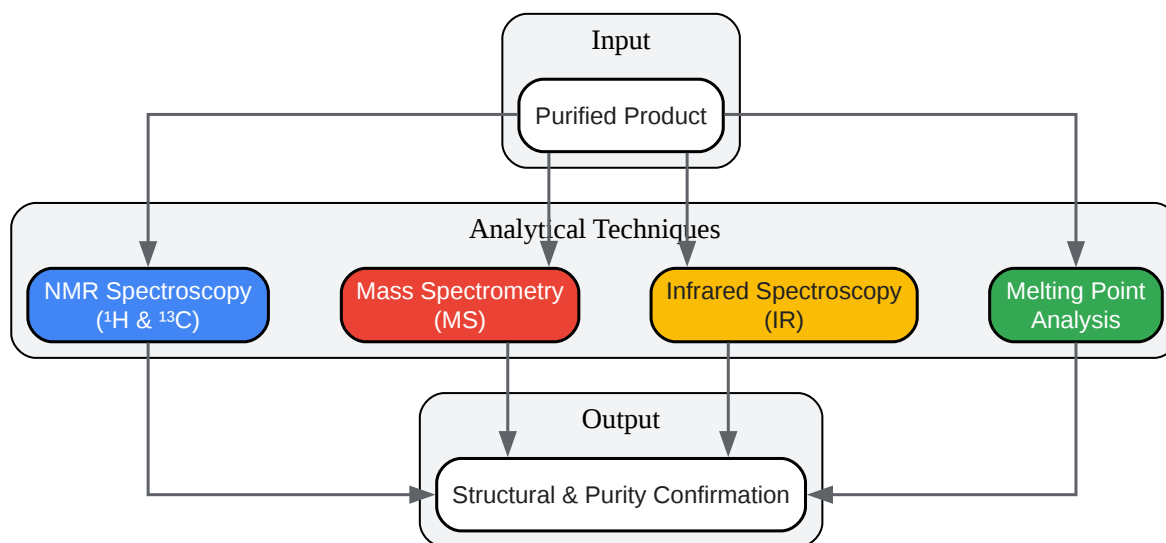 Input
Purified Product
Analytical Techniques
NMR Spectroscopy
(¹H & ¹³C)
Mass Spectrometry
(MS)
Infrared Spectroscopy
(IR)
Melting Point
Analysis
Output
Structural & Purity Confirmation